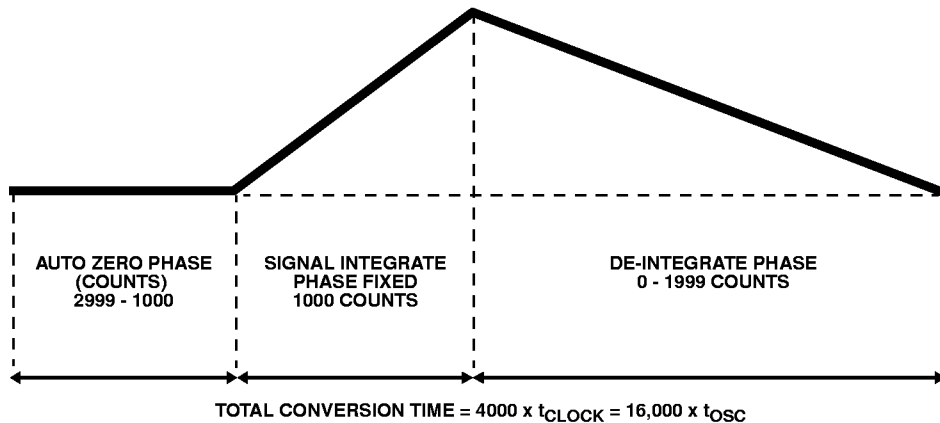 AUTO ZERO PHASE
(COUNTS)
2999 - 1000
SIGNAL INTEGRATE
PHASE FIXED
1000 COUNTS
DE-INTEGRATE PHASE
0 - 1999 COUNTS
TOTAL CONVERSION TIME = 4000 x tCLOCK = 16,000 x tOSC